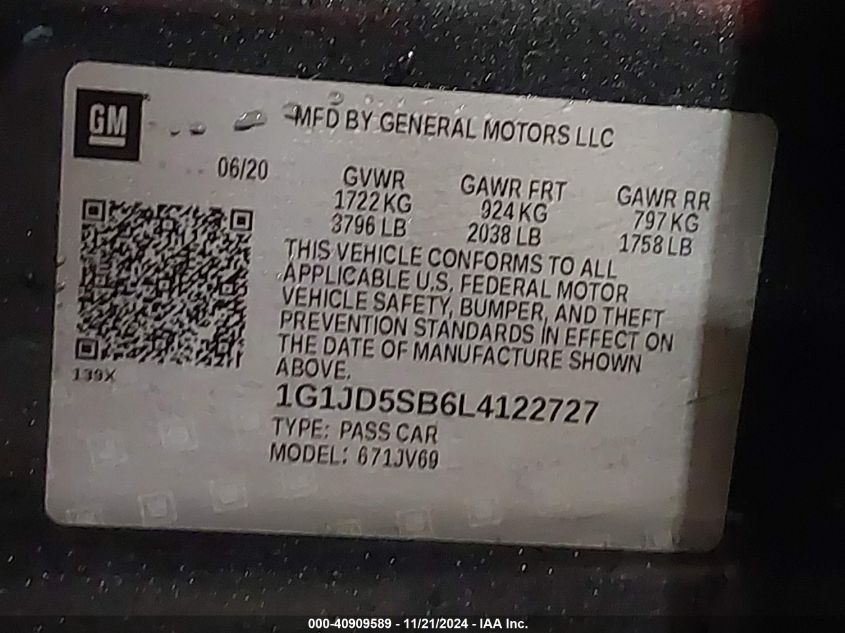 GM
MFD BY GENERAL MOTORS LLC
06/20
GVWR
1722 KG
3796 LB
GAWR FRT
924 KG
2038 LB
GAWR RR
797 KG
1758 LB
THIS VEHICLE CONFORMS TO ALL
APPLICABLE U.S. FEDERAL MOTOR
VEHICLE SAFETY, BUMPER, AND THEFT
PREVENTION STANDARDS IN EFFECT ON
THE DATE OF MANUFACTURE SHOWN
ABOVE.
139X
1G1JD5SB6L4122727
TYPE: PASS CAR
MODEL: 671JV69
000-40909589 - 11/21/2024 - IAA Inc.